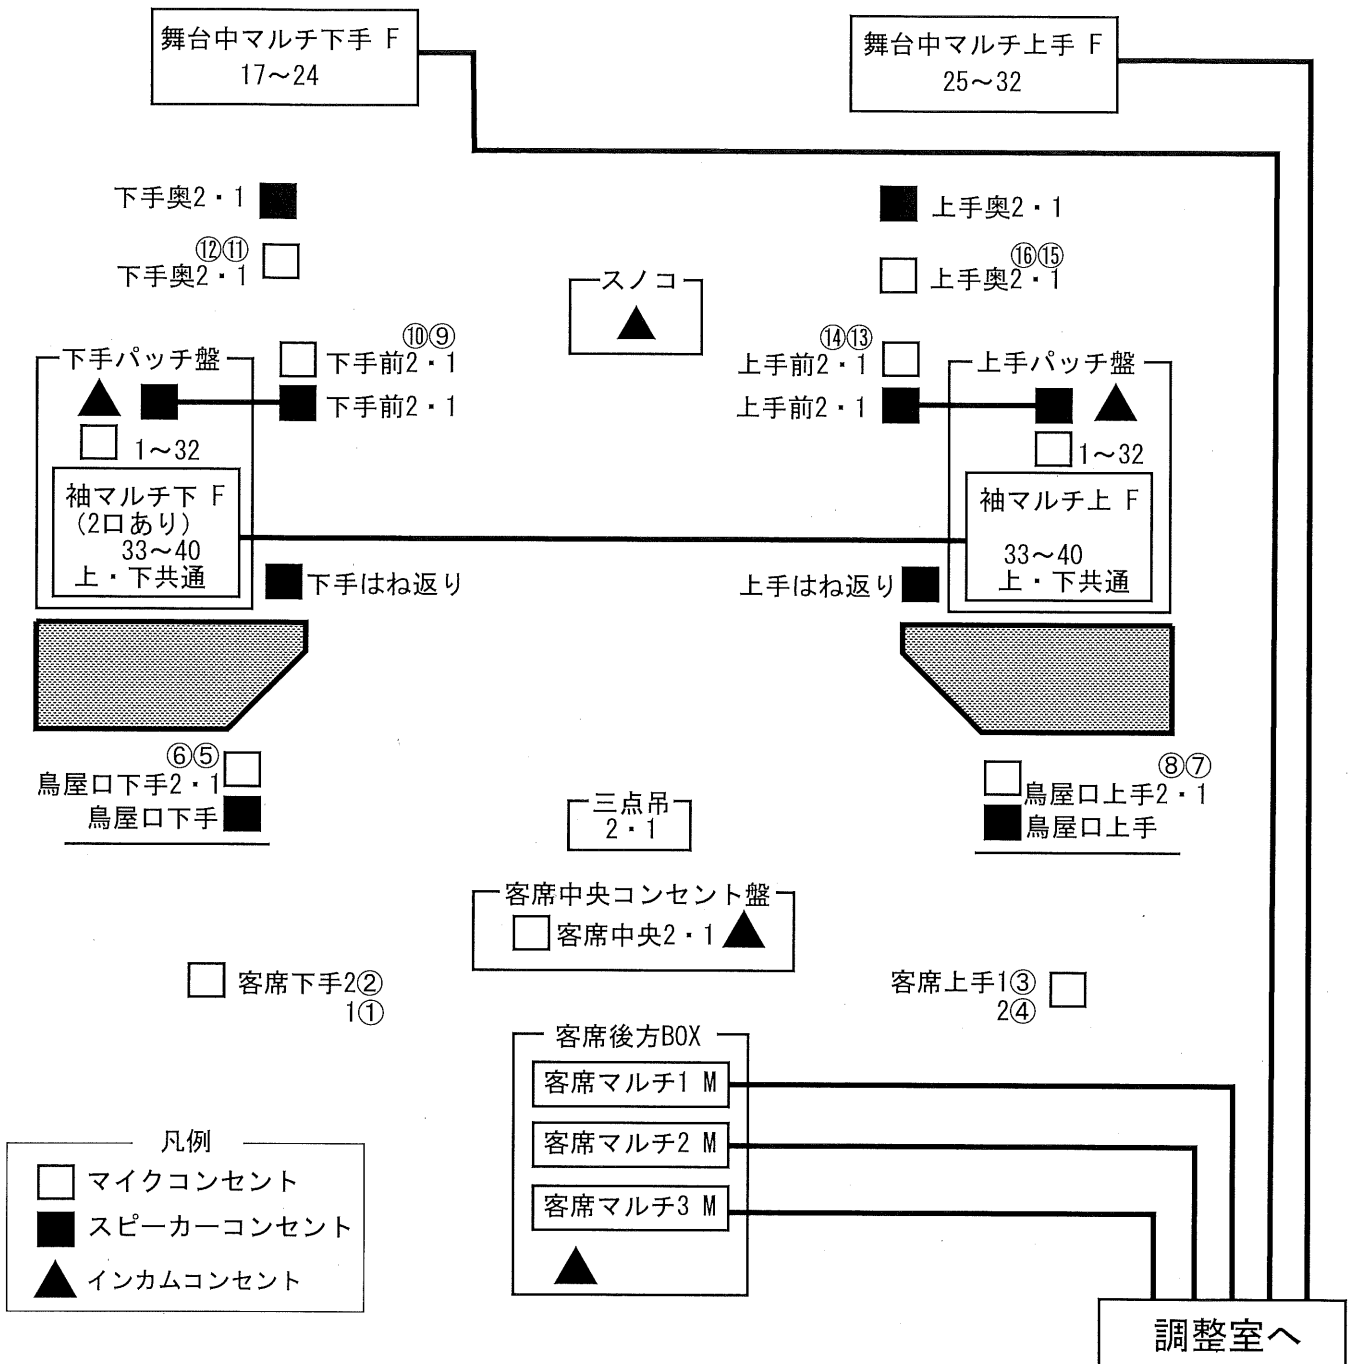 舞台中マルチ下手 F
17～24
舞台中マルチ上手 F
25～32
下手奥2・1
上手奥2・1
⑫⑪
下手奥2・1
⑯⑮
上手奥2・1
スノコ
⑩⑨
下手前2・1
下手前2・1
⑭⑬
上手前2・1
上手前2・1
下手パッチ盤
1～32
袖マルチ下 F
(2口あり)
33～40
上・下共通
上手パッチ盤
1～32
袖マルチ上 F
33～40
上・下共通
下手はね返り
上手はね返り
⑥⑤
鳥屋口下手2・1
鳥屋口下手
⑧⑦
鳥屋口上手2・1
鳥屋口上手
三点吊
2・1
客席中央コンセント盤
客席中央2・1
客席下手2②
1①
客席上手1③
2④
客席後方BOX
客席マルチ1 M
客席マルチ2 M
客席マルチ3 M
凡例
マイクコンセント
スピーカーコンセント
インカムコンセント
調整室へ